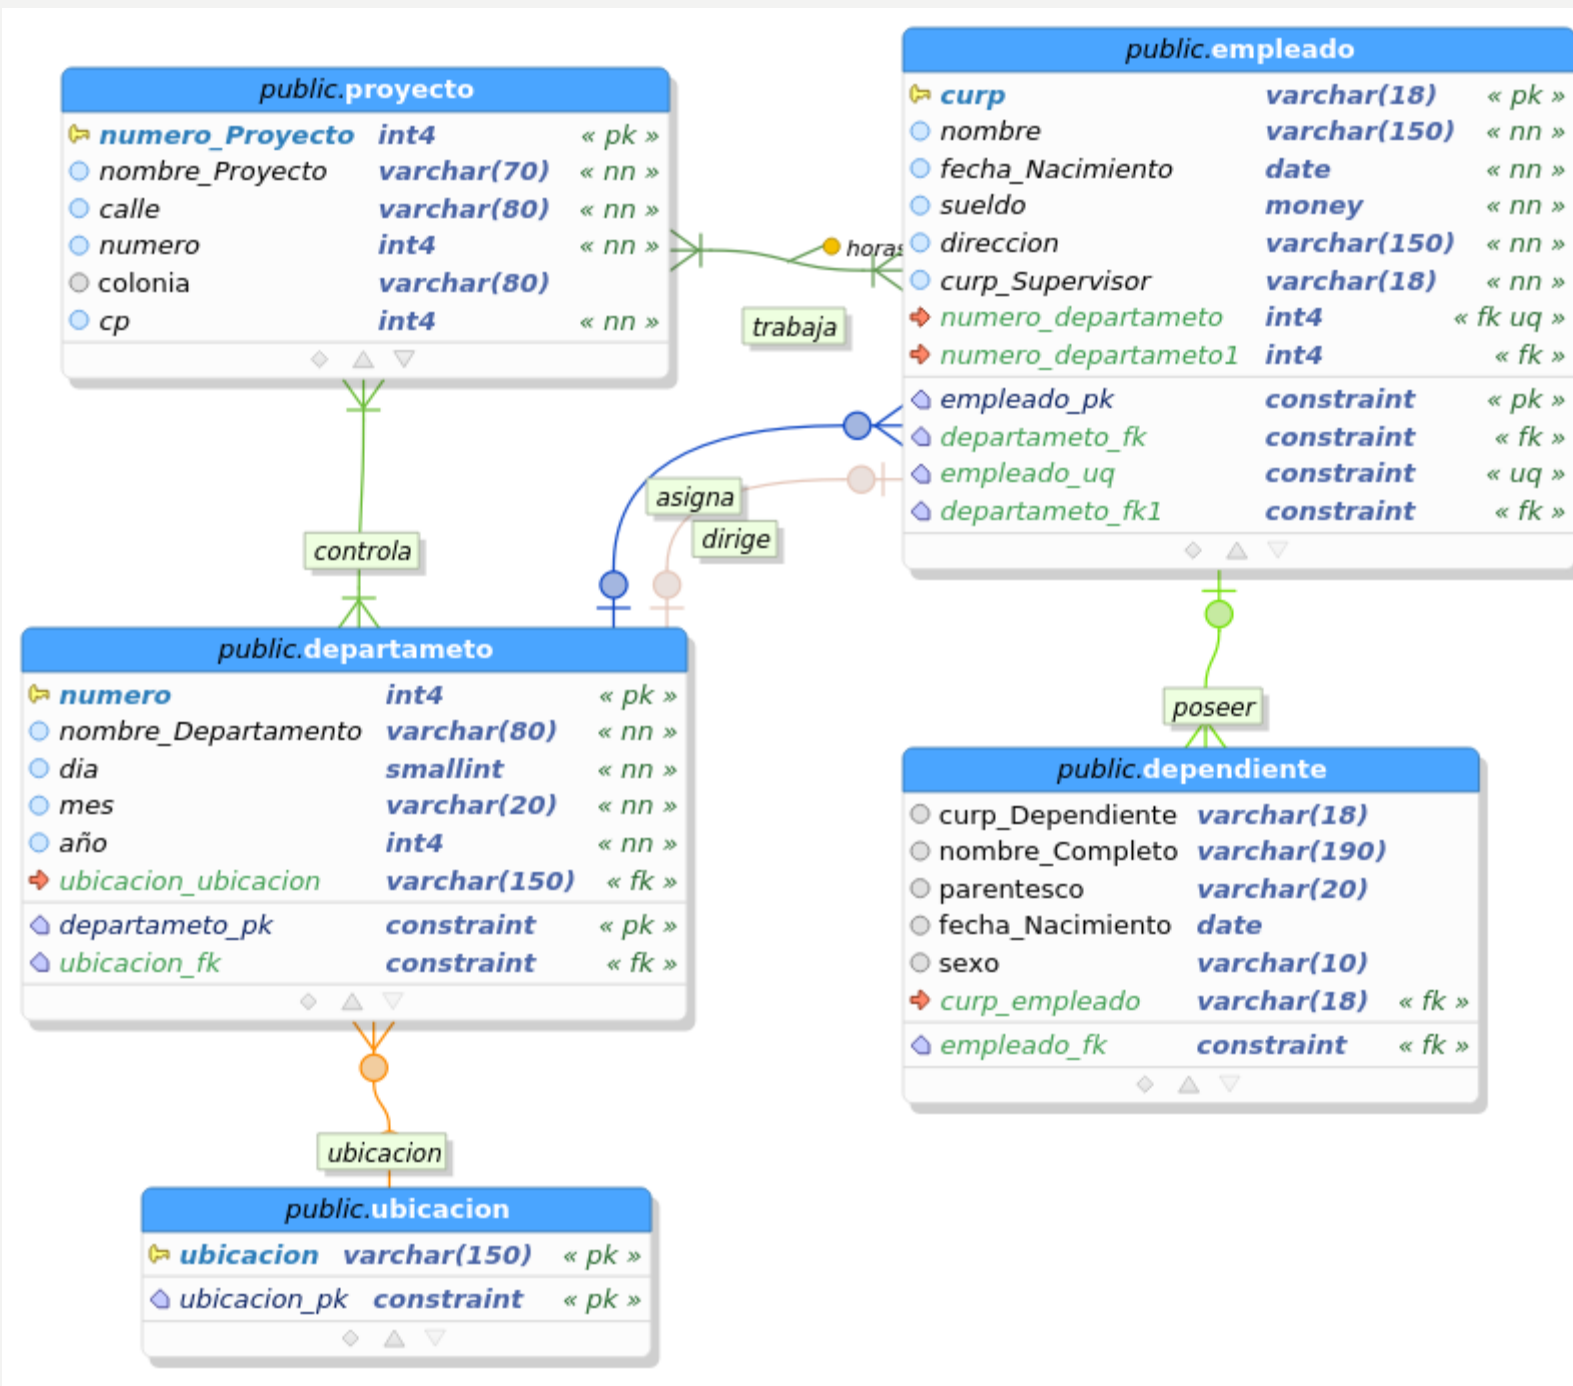 public.proyecto
numero_Proyecto int4 « pk »
nombre_Proyecto varchar(70) « nn »
calle varchar(80) « nn »
numero int4 « nn »
colonia varchar(80)
cp int4 « nn »
public.empleado
curp varchar(18) « pk »
nombre varchar(150) « nn »
fecha_Nacimiento date « nn »
sueldo money « nn »
direccion varchar(150) « nn »
curp_Supervisor varchar(18) « nn »
numero_departameto int4 « fk uq »
numero_departameto1 int4 « fk »
empleado_pk constraint « pk »
departameto_fk constraint « fk »
empleado_uq constraint « uq »
departameto_fk1 constraint « fk »
horas
trabaja
asigna
dirige
controla
poseer
public.departameto
numero int4 « pk »
nombre_Departamento varchar(80) « nn »
dia smallint « nn »
mes varchar(20) « nn »
año int4 « nn »
ubicacion_ubicacion varchar(150) « fk »
departameto_pk constraint « pk »
ubicacion_fk constraint « fk »
public.dependiente
curp_Dependiente varchar(18)
nombre_Completo varchar(190)
parentesco varchar(20)
fecha_Nacimiento date
sexo varchar(10)
curp_empleado varchar(18) « fk »
empleado_fk constraint « fk »
ubicacion
public.ubicacion
ubicacion varchar(150) « pk »
ubicacion_pk constraint « pk »